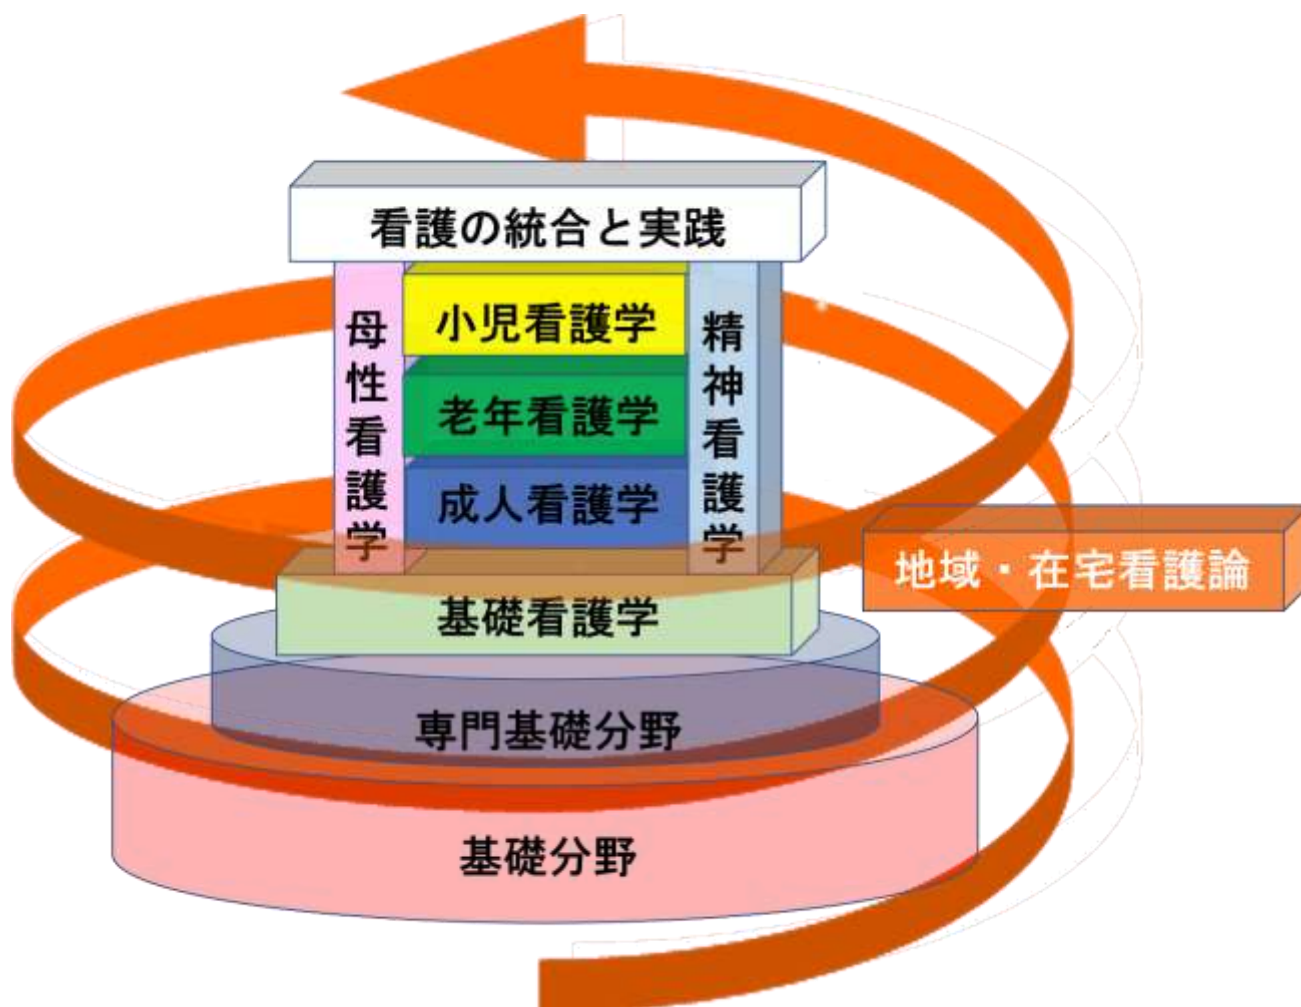 看護の統合と実践
母性看護学
小児看護学
老年看護学
成人看護学
精神看護学
地域・在宅看護論
基礎看護学
専門基礎分野
基礎分野